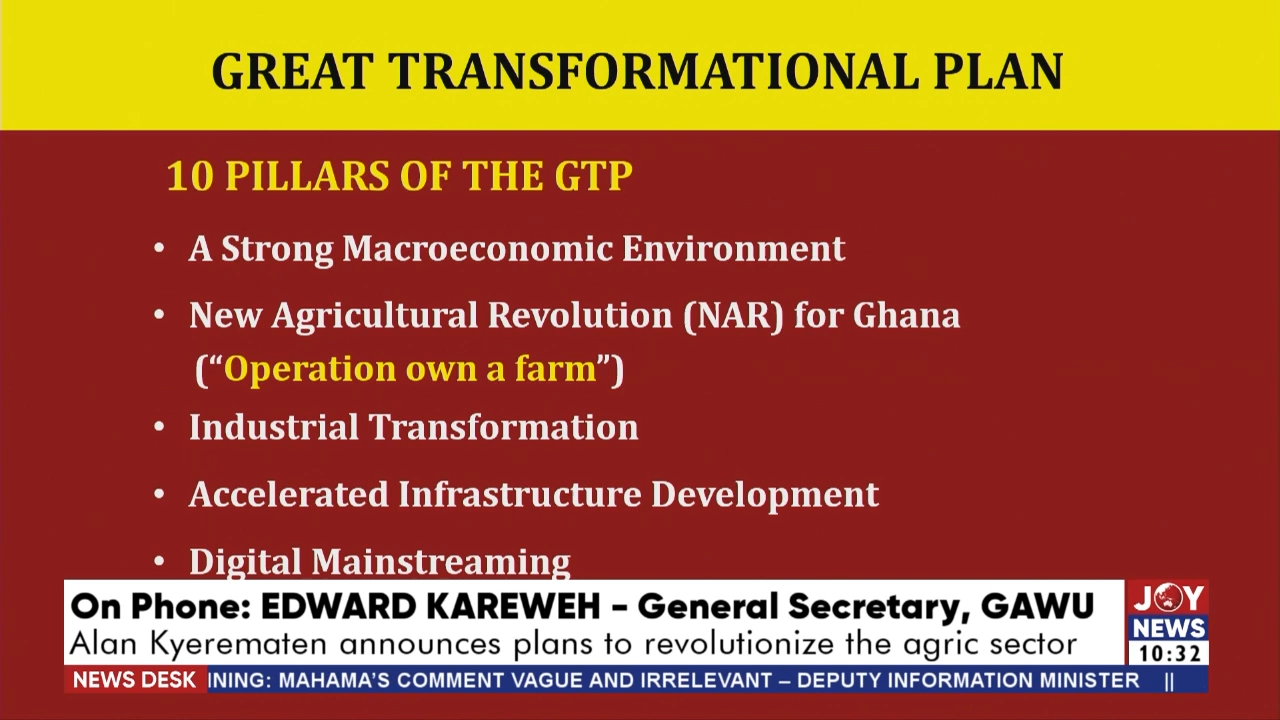 GREAT TRANSFORMATIONAL PLAN
10 PILLARS OF THE GTP
• A Strong Macroeconomic Environment
• New Agricultural Revolution (NAR) for Ghana
(“Operation own a farm”)
• Industrial Transformation
• Accelerated Infrastructure Development
• Digital Mainstreaming
On Phone: EDWARD KAREWEH – General Secretary, GAWU
Alan Kyerematen announces plans to revolutionize the agric sector
JOY
NEWS
10:32
NEWS DESK
INING: MAHAMA’S COMMENT VAGUE AND IRRELEVANT – DEPUTY INFORMATION MINISTER ||